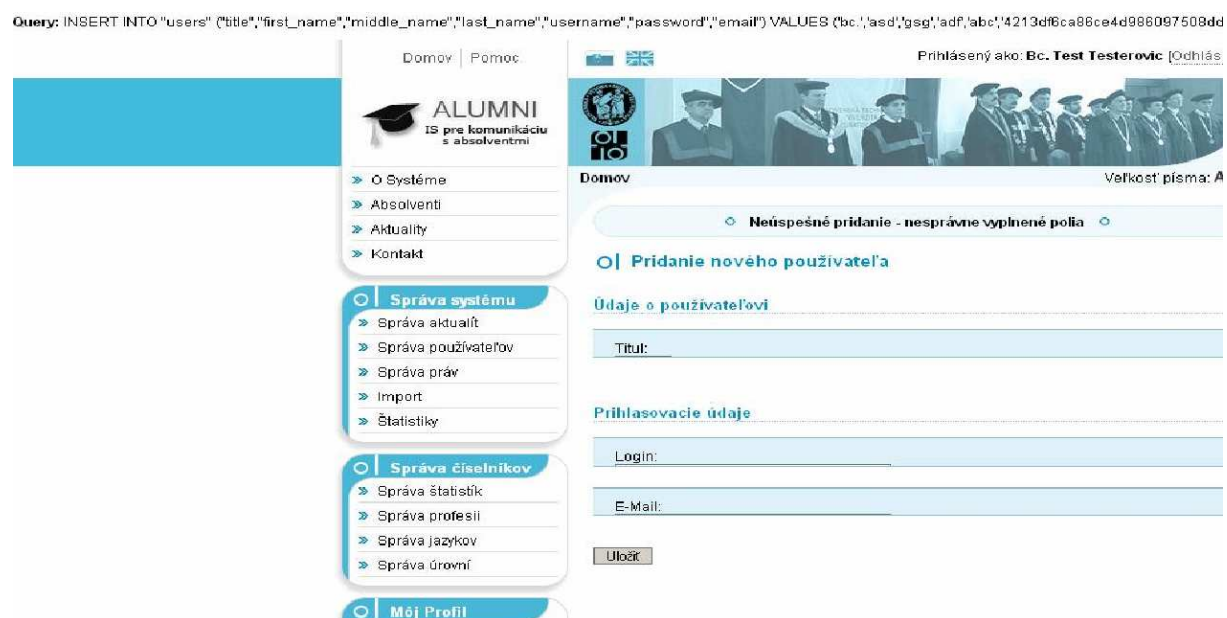 Query: INSERT INTO "users" ("title","first_name","middle_name","last_name","username","password","email") VALUES ('bc.','asd','gsg','adf','abc','4213df6ca86ce4d986097508dd
Domov | Pomoc
Prihlásený ako: Bc. Test Testerovic [Odhlás
ALUMNI
IS pre komunikáciu
s absolventmi
O Systéme
Absolventi
Aktuality
Kontakt
Domov
Veľkosť písma: A
Neúspešné pridanie - nesprávne vyplnené polia
Pridanie nového používateľa
Správa systému
Správa aktualít
Správa používateľov
Správa práv
Import
Štatistiky
Údaje o používateľovi
Titul:
Prihlasovacie údaje
Login:
E-Mail:
Uložiť
Správa číselníkov
Správa štatistík
Správa profesii
Správa jazykov
Správa úrovní
Môj Profil